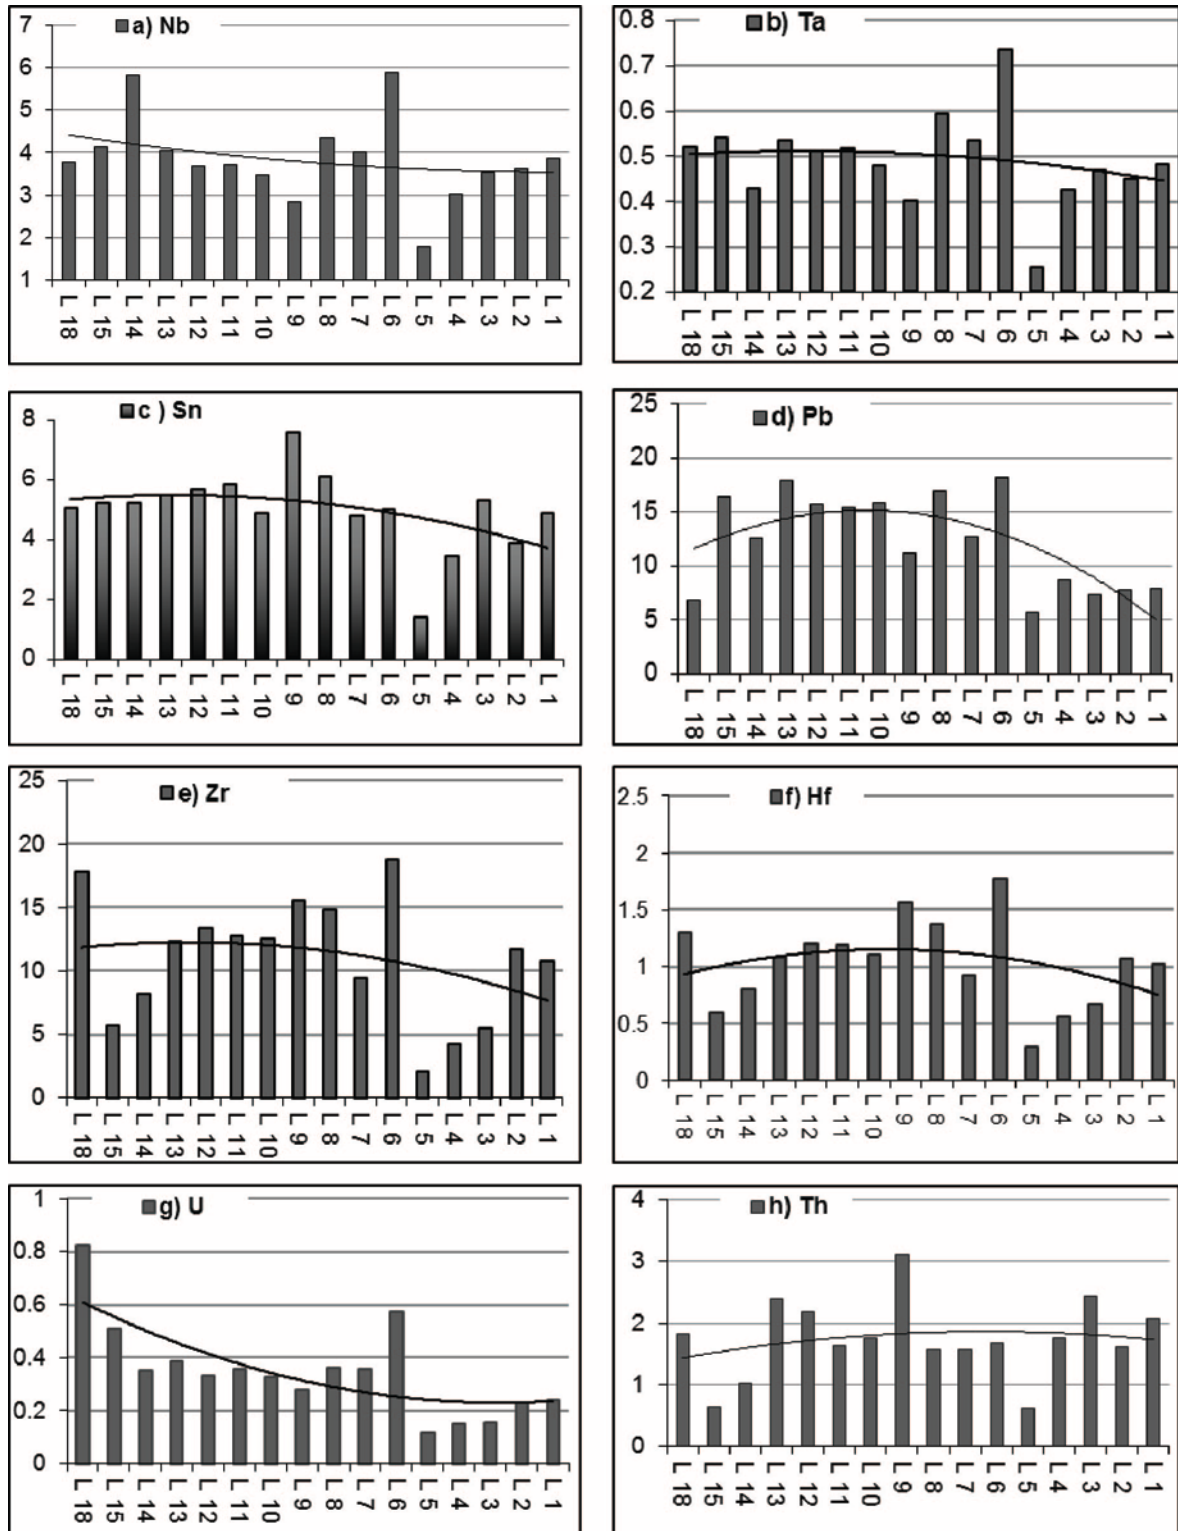 a) Nb
7
6
5
4
3
2
1
L 18
L 15
L 14
L 13
L 12
L 11
L 10
L 9
L 8
L 7
L 6
L 5
L 4
L 3
L 2
L 1
b) Ta
0.8
0.7
0.6
0.5
0.4
0.3
0.2
L 18
L 15
L 14
L 13
L 12
L 11
L 10
L 9
L 8
L 7
L 6
L 5
L 4
L 3
L 2
L 1
c ) Sn
8
6
4
2
0
L 18
L 15
L 14
L 13
L 12
L 11
L 10
L 9
L 8
L 7
L 6
L 5
L 4
L 3
L 2
L 1
d) Pb
25
20
15
10
5
0
L 18
L 15
L 14
L 13
L 12
L 11
L 10
L 9
L 8
L 7
L 6
L 5
L 4
L 3
L 2
L 1
e) Zr
25
20
15
10
5
0
L 18
L 15
L 14
L 13
L 12
L 11
L 10
L 9
L 8
L 7
L 6
L 5
L 4
L 3
L 2
L 1
f) Hf
2.5
2
1.5
1
0.5
0
L 18
L 15
L 14
L 13
L 12
L 11
L 10
L 9
L 8
L 7
L 6
L 5
L 4
L 3
L 2
L 1
g) U
1
0.8
0.6
0.4
0.2
0
L 18
L 15
L 14
L 13
L 12
L 11
L 10
L 9
L 8
L 7
L 6
L 5
L 4
L 3
L 2
L 1
h) Th
4
3
2
1
0
L 18
L 15
L 14
L 13
L 12
L 11
L 10
L 9
L 8
L 7
L 6
L 5
L 4
L 3
L 2
L 1